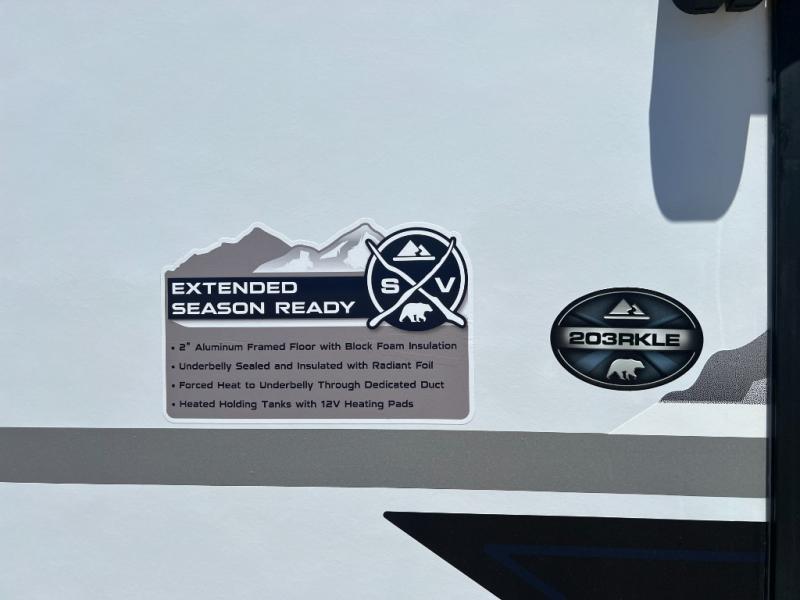 EXTENDED
SEASON READY
S V
• 2" Aluminum Framed Floor with Block Foam Insulation
• Underbelly Sealed and Insulated with Radiant Foil
• Forced Heat to Underbelly Through Dedicated Duct
• Heated Holding Tanks with 12V Heating Pads
203RKLE